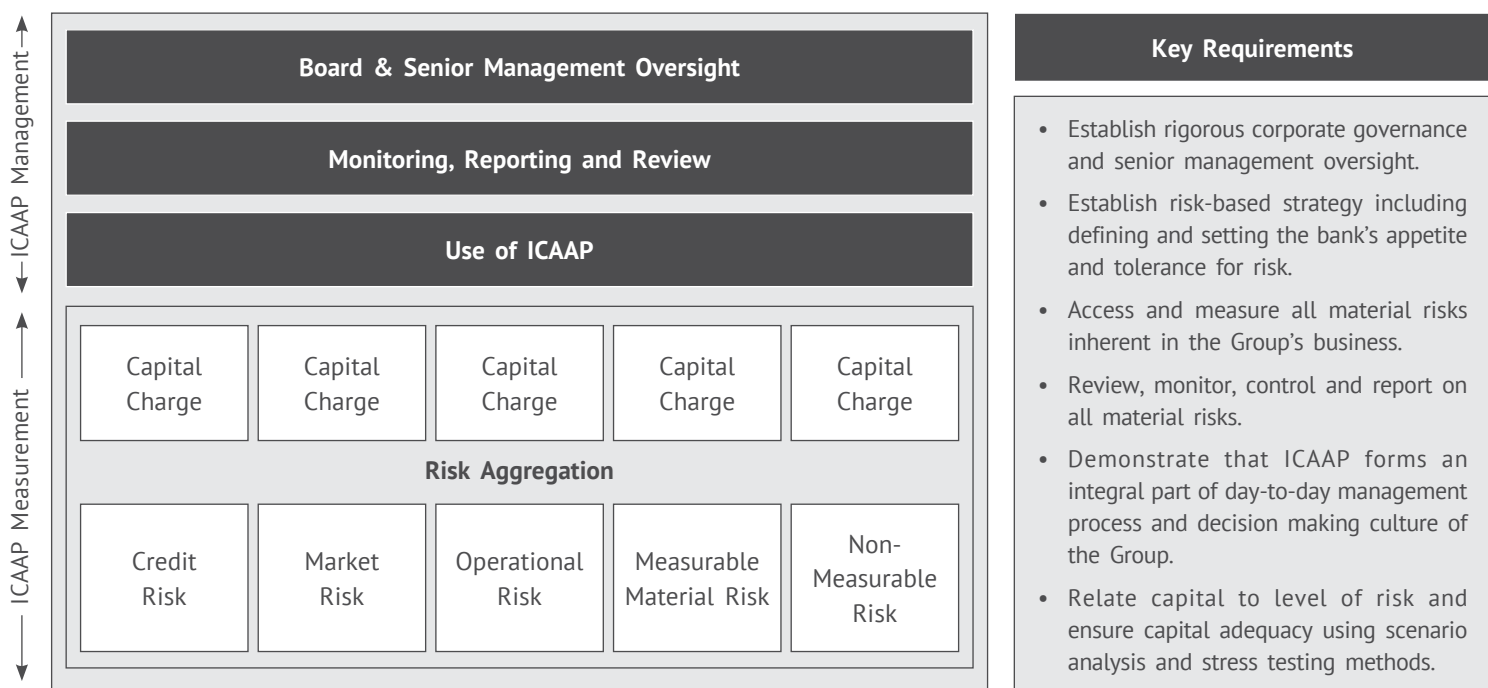 ICAAP Management
Board & Senior Management Oversight
Monitoring, Reporting and Review
Use of ICAAP
ICAAP Measurement
Capital
Charge
Capital
Charge
Capital
Charge
Capital
Charge
Capital
Charge
Risk Aggregation
Credit
Risk
Market
Risk
Operational
Risk
Measurable
Material Risk
Non-
Measurable
Risk
Key Requirements
• Establish rigorous corporate governance
and senior management oversight.
• Establish risk-based strategy including
defining and setting the bank's appetite
and tolerance for risk.
• Access and measure all material risks
inherent in the Group's business.
• Review, monitor, control and report on
all material risks.
• Demonstrate that ICAAP forms an
integral part of day-to-day management
process and decision making culture of
the Group.
• Relate capital to level of risk and
ensure capital adequacy using scenario
analysis and stress testing methods.